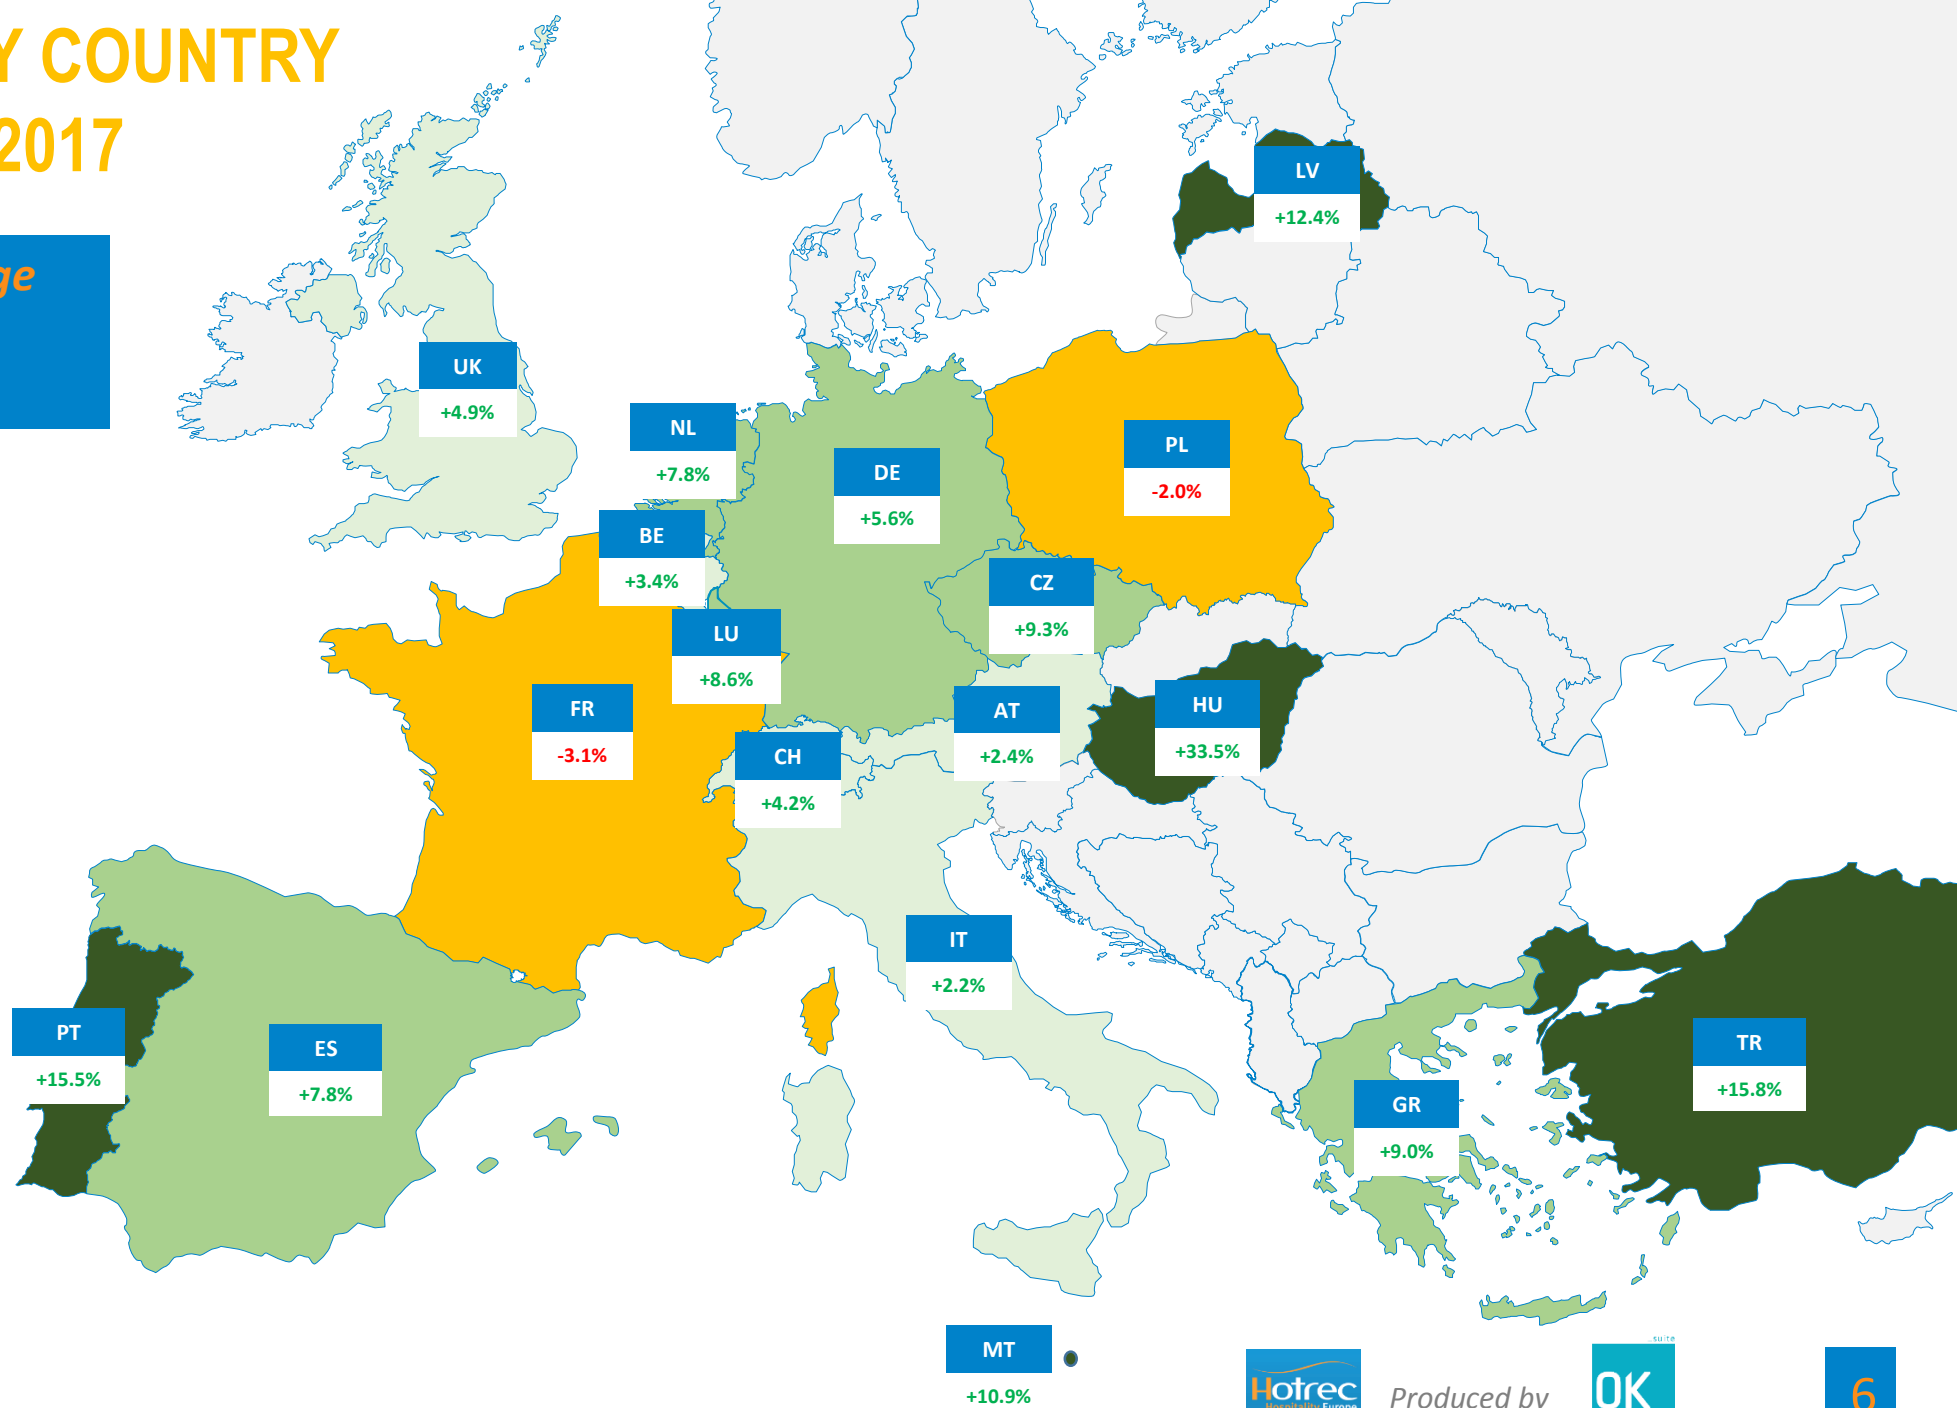 Y COUNTRY
2017
ge
LV
+12.4%
UK
+4.9%
NL
+7.8%
DE
+5.6%
PL
-2.0%
BE
+3.4%
CZ
+9.3%
LU
+8.6%
FR
-3.1%
AT
+2.4%
HU
+33.5%
CH
+4.2%
IT
+2.2%
PT
+15.5%
ES
+7.8%
TR
+15.8%
GR
+9.0%
MT
+10.9%
Hotrec
Hospitality Europe
Produced by
suite
OK
6